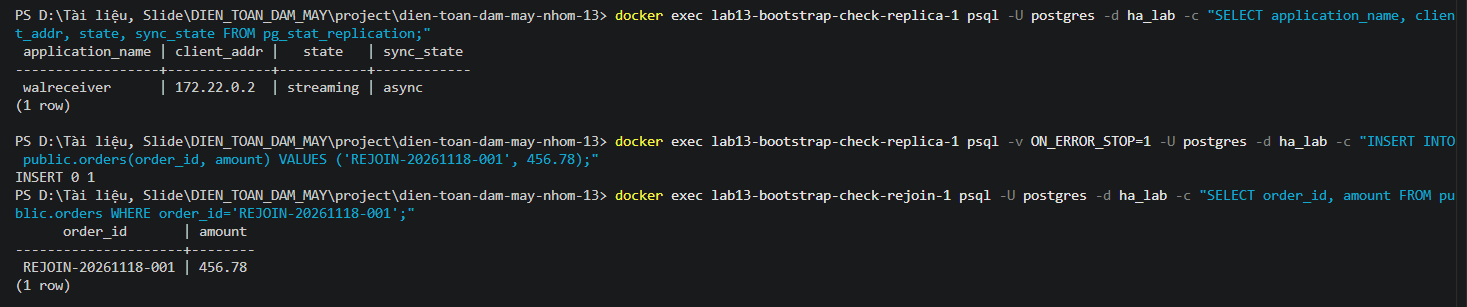 PS D:\Tài liệu, Slide\DIEN_TOAN_DAM_MAY\project\dien-toan-dam-may-nhom-13> docker exec lab13-bootstrap-check-replica-1 psql -U postgres -d ha_lab -c "SELECT application_name, clien
t_addr, state, sync_state FROM pg_stat_replication;"
 application_name | client_addr |   state   | sync_state
------------------+-------------+-----------+------------
 walreceiver      | 172.22.0.2  | streaming | async
(1 row)

PS D:\Tài liệu, Slide\DIEN_TOAN_DAM_MAY\project\dien-toan-dam-may-nhom-13> docker exec lab13-bootstrap-check-replica-1 psql -v ON_ERROR_STOP=1 -U postgres -d ha_lab -c "INSERT INTO
 public.orders(order_id, amount) VALUES ('REJOIN-20261118-001', 456.78);"
INSERT 0 1
PS D:\Tài liệu, Slide\DIEN_TOAN_DAM_MAY\project\dien-toan-dam-may-nhom-13> docker exec lab13-bootstrap-check-rejoin-1 psql -U postgres -d ha_lab -c "SELECT order_id, amount FROM pu
blic.orders WHERE order_id='REJOIN-20261118-001';"
      order_id       | amount
---------------------+--------
 REJOIN-20261118-001 | 456.78
(1 row)